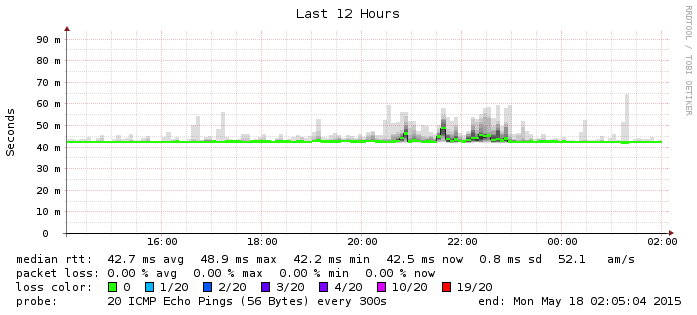 Last 12 Hours
RRDTOOL / TOBI OETIKER
Seconds
90 m
80 m
70 m
60 m
50 m
40 m
30 m
20 m
10 m
0
16:00 18:00 20:00 22:00 00:00 02:00
median rtt: 42.7 ms avg 48.9 ms max 42.2 ms min 42.5 ms now 0.8 ms sd 52.1 am/s
packet loss: 0.00 % avg 0.00 % max 0.00 % min 0.00 % now
loss color: 0 1/20 2/20 3/20 4/20 10/20 19/20
probe: 20 ICMP Echo Pings (56 Bytes) every 300s end: Mon May 18 02:05:04 2015